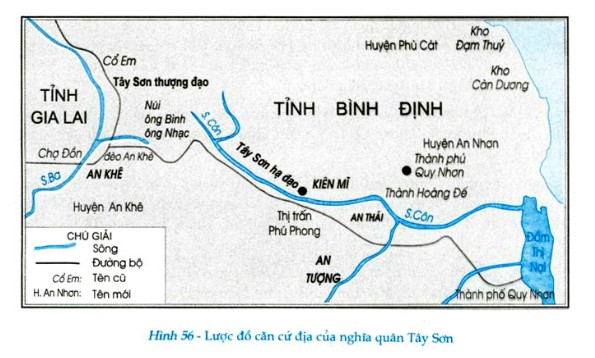 Kho
Đạm Thuỷ
Huyện Phù Cát
Cổ Em
Tây Sơn thượng đạo
Kho
Càn Dương
TỈNH
GIA LAI
Núi
ông Bình
ông Nhạc
S. Côn
TỈNH BÌNH ĐỊNH
Chợ Đồn
đèo An Khê
Tây Sơn hạ đạo
Huyện An Nhơn
Thành phủ
Quy Nhơn
S.Ba
AN KHÊ
KIÊN MĨ
Thành Hoàng Đế
Huyện An Khê
Thị trấn
Phú Phong
AN THÁI
S.Côn
Đầm
Thị
Nại
AN
TƯỢNG
Thành phố Quy Nhơn
CHÚ GIẢI
Sông
Đường bộ
Cổ Em: Tên cũ
H. An Nhơn: Tên mới
Hình 56 - Lược đồ căn cứ địa của nghĩa quân Tây Sơn